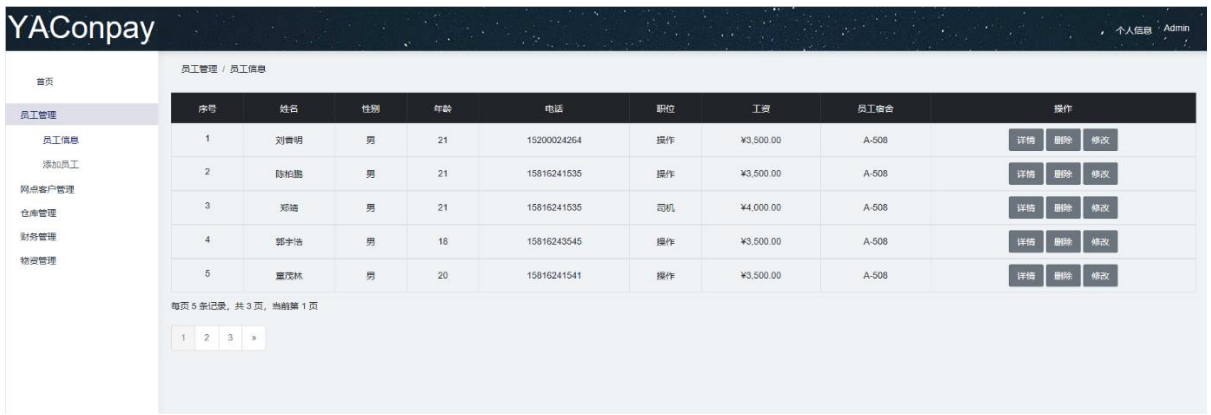 YAConpay
个人信息 Admin
首页
员工管理
员工信息
添加员工
网点客户管理
仓库管理
财务管理
物资管理
员工管理 / 员工信息
序号 姓名 性别 年龄 电话 职位 工资 员工宿舍 操作
1 刘青明 男 21 15200024264 操作 ¥3,500.00 A-508 详情 删除 修改
2 陈柏鹏 男 21 15816241535 操作 ¥3,500.00 A-508 详情 删除 修改
3 郑靖 男 21 15816241535 司机 ¥4,000.00 A-508 详情 删除 修改
4 郭宇浩 男 18 15816243545 操作 ¥3,500.00 A-508 详情 删除 修改
5 童茂林 男 20 15816241541 操作 ¥3,500.00 A-508 详情 删除 修改
每页 5 条记录，共 3 页，当前第 1 页
1 2 3 »